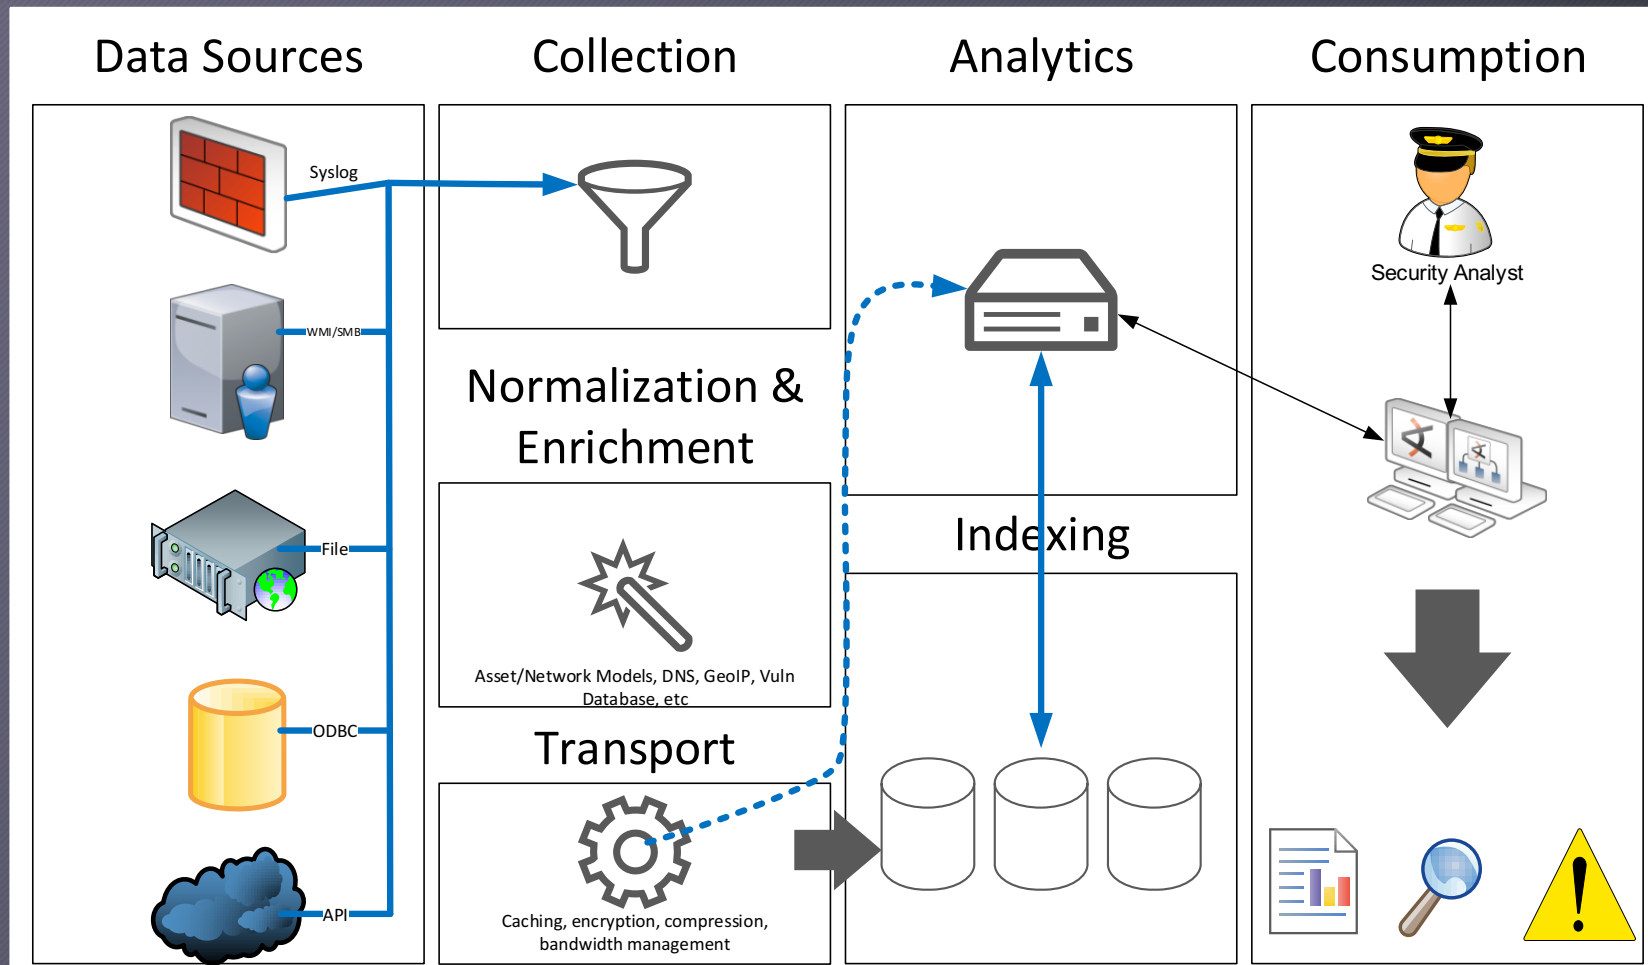 Data Sources
Collection
Analytics
Consumption
Syslog
WMI/SMB
File
ODBC
API
Normalization &
Enrichment
Asset/Network Models, DNS, GeoIP, Vuln
Database, etc
Transport
Caching, encryption, compression,
bandwidth management
Indexing
Security Analyst